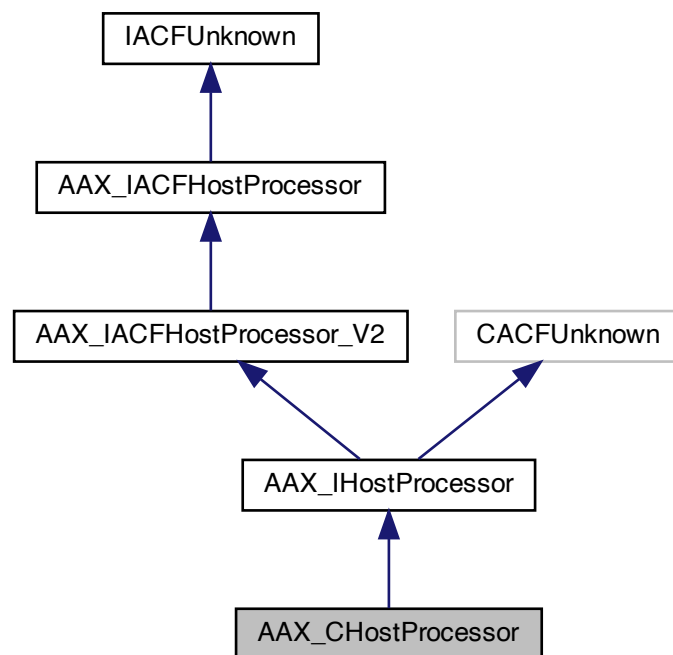 IACFUnknown
AAX_IACFHostProcessor
AAX_IACFHostProcessor_V2
CACFUnknown
AAX_IHostProcessor
AAX_CHostProcessor